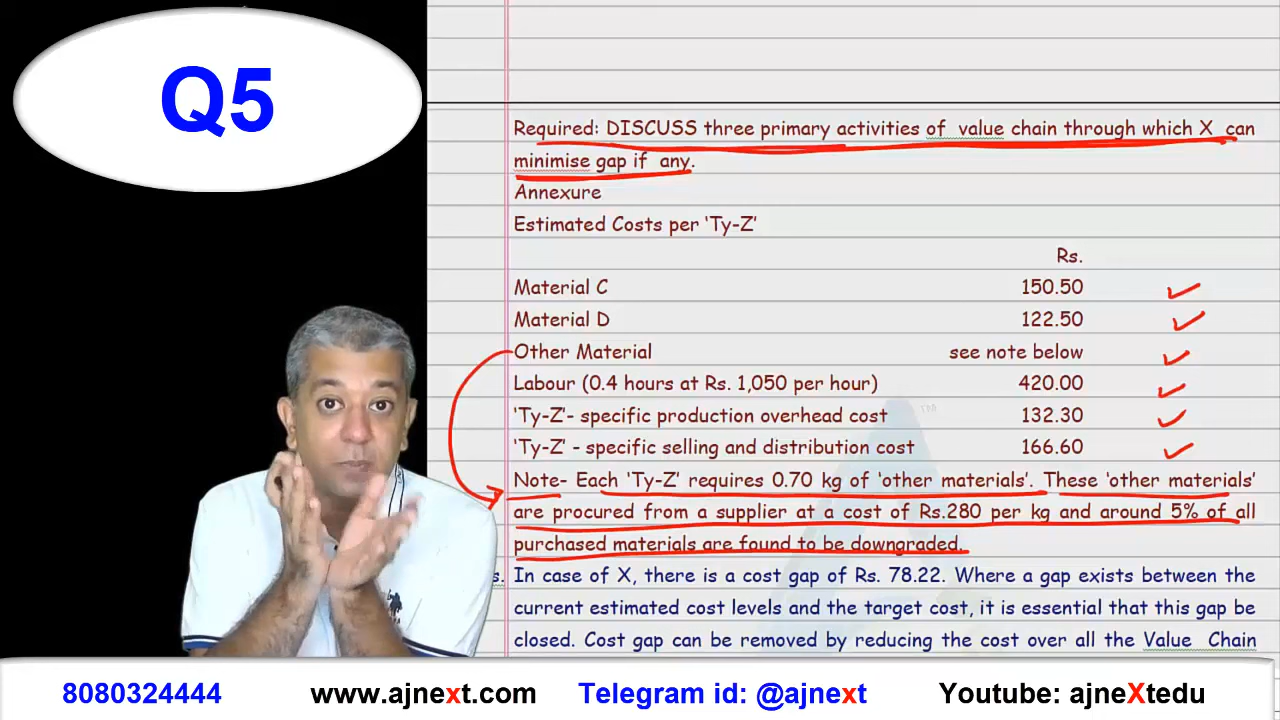 Q5
Required: DISCUSS three primary activities of value chain through which X can
minimise gap if any.
Annexure
Estimated Costs per ‘Ty-Z’
Rs.
Material C 150.50
Material D 122.50
Other Material see note below
Labour (0.4 hours at Rs. 1,050 per hour) 420.00
‘Ty-Z’- specific production overhead cost 132.30
‘Ty-Z’ - specific selling and distribution cost 166.60
Note- Each ‘Ty-Z’ requires 0.70 kg of ‘other materials’. These ‘other materials’
are procured from a supplier at a cost of Rs.280 per kg and around 5% of all
purchased materials are found to be downgraded.
s. In case of X, there is a cost gap of Rs. 78.22. Where a gap exists between the
current estimated cost levels and the target cost, it is essential that this gap be
closed. Cost gap can be removed by reducing the cost over all the Value Chain
8080324444 www.ajnext.com Telegram id: @ajnext Youtube: ajneXtedu